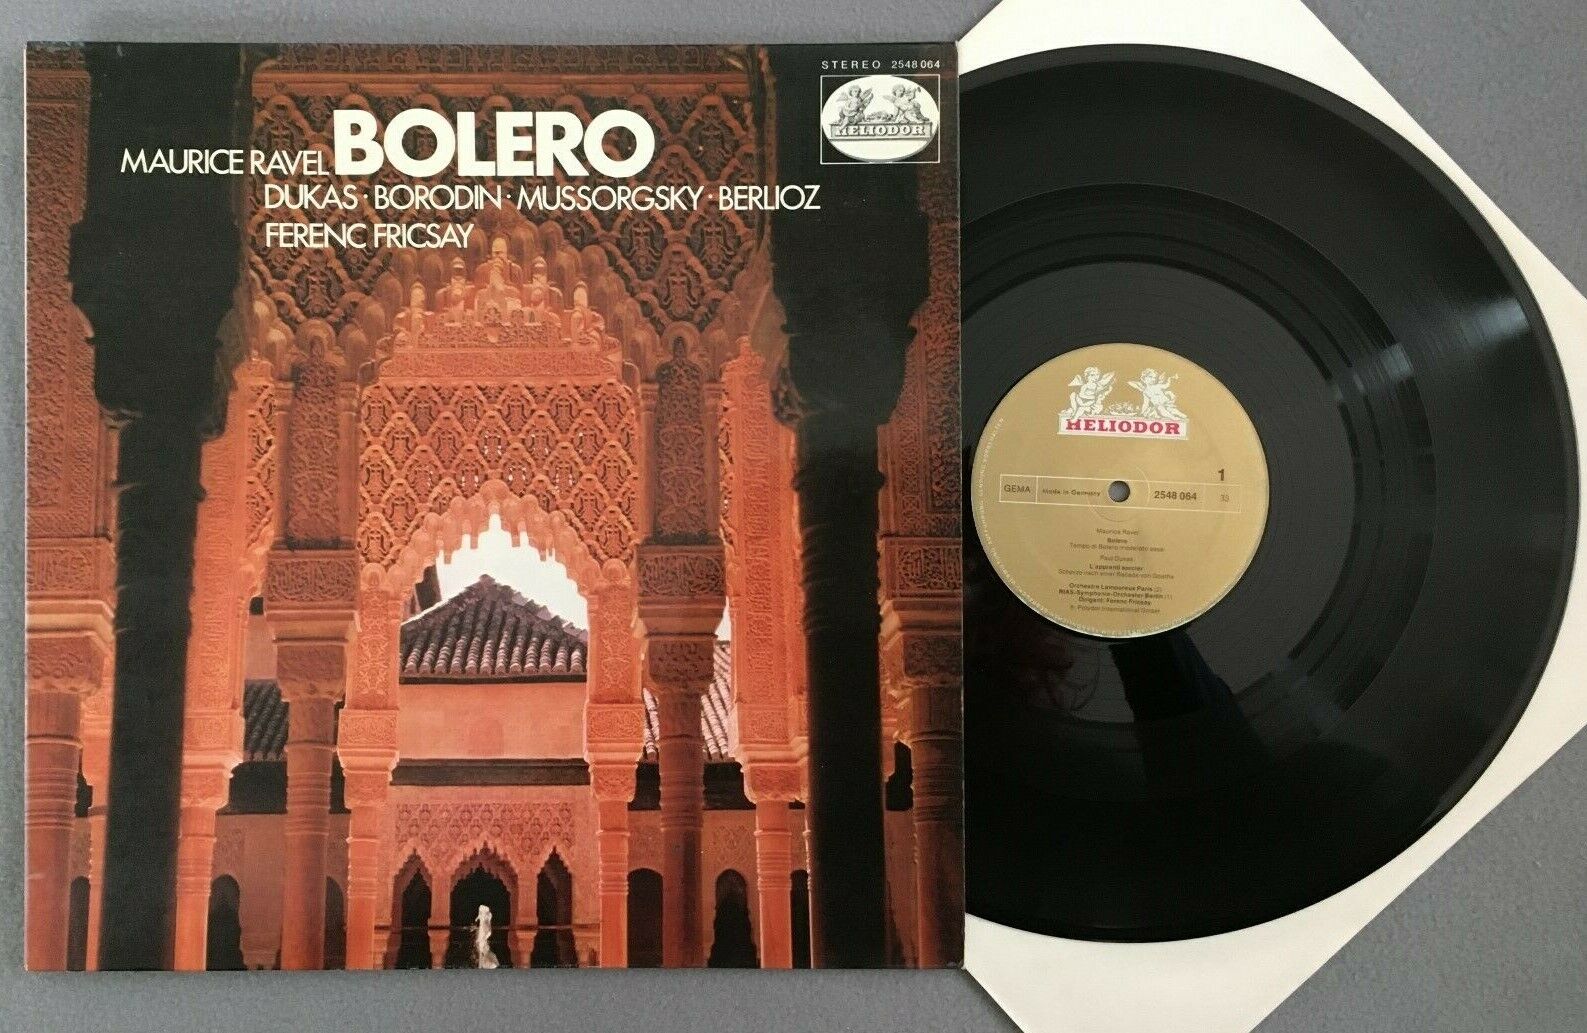 STEREO 2548 064
HELIODOR
MAURICE RAVEL BOLERO
DUKAS · BORODIN · MUSSORGSKY · BERLIOZ
FERENC FRICSAY
HELIODOR
1
GEMA Made in Germany 2548 064 33
Maurice Ravel
Bolero
Tempo di Bolero moderato assai
Paul Dukas
L'apprenti sorcier
Scherzo nach einer Ballade von Goethe
Orchestre Lamoureux Paris (2)
RIAS-Symphonie-Orchester Berlin (1)
Dirigent: Ferenc Fricsay
Polydor International GmbH